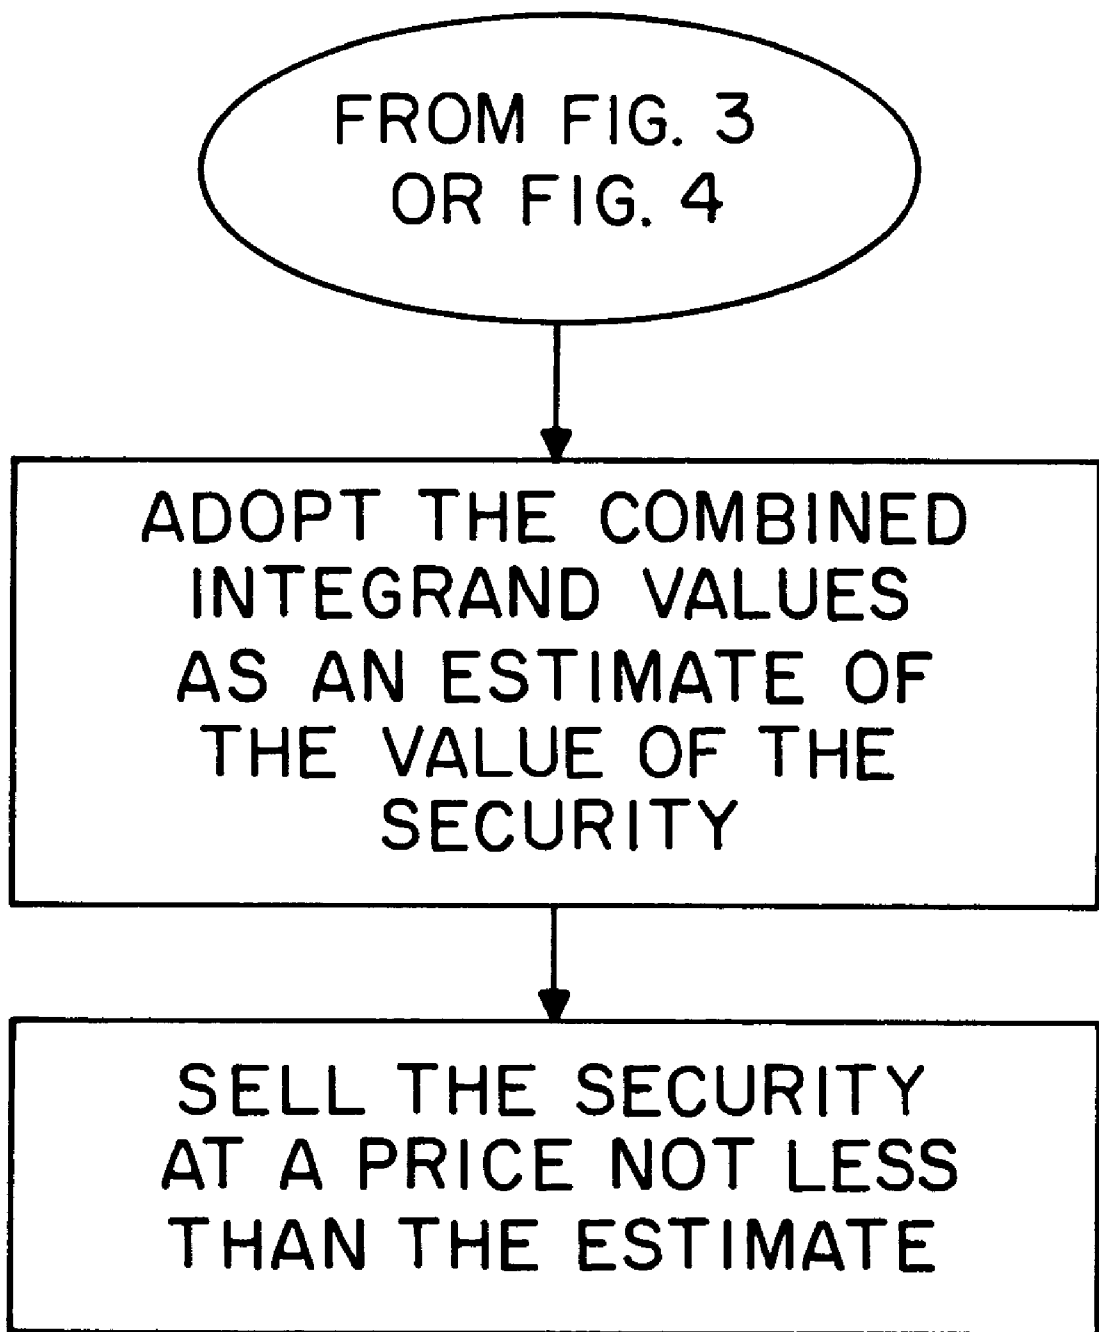 FROM FIG. 3
OR FIG. 4
ADOPT THE COMBINED
INTEGRAND VALUES
AS AN ESTIMATE OF
THE VALUE OF THE
SECURITY
SELL THE SECURITY
AT A PRICE NOT LESS
THAN THE ESTIMATE